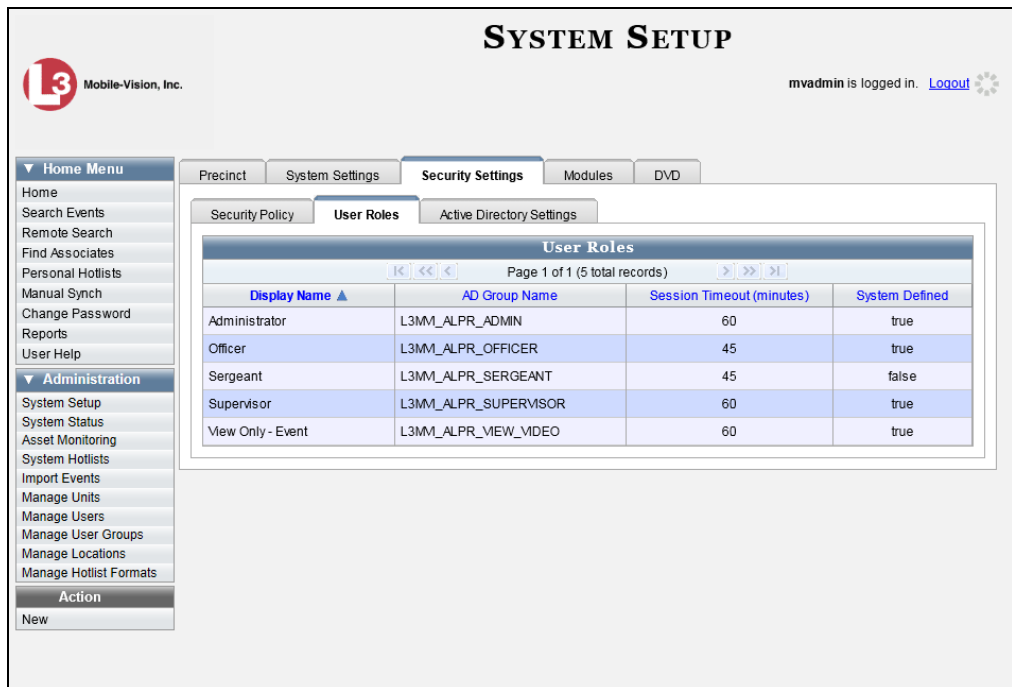 SYSTEM SETUP
L3 Mobile-Vision, Inc.
mvadmin is logged in. Logout
▼ Home Menu
Home
Search Events
Remote Search
Find Associates
Personal Hotlists
Manual Synch
Change Password
Reports
User Help
▼ Administration
System Setup
System Status
Asset Monitoring
System Hotlists
Import Events
Manage Units
Manage Users
Manage User Groups
Manage Locations
Manage Hotlist Formats
Action
New
Precinct System Settings Security Settings Modules DVD
Security Policy User Roles Active Directory Settings
User Roles
Page 1 of 1 (5 total records)
Display Name ▲ AD Group Name Session Timeout (minutes) System Defined
Administrator L3MM_ALPR_ADMIN 60 true
Officer L3MM_ALPR_OFFICER 45 true
Sergeant L3MM_ALPR_SERGEANT 45 false
Supervisor L3MM_ALPR_SUPERVISOR 60 true
View Only - Event L3MM_ALPR_VIEW_VIDEO 60 true